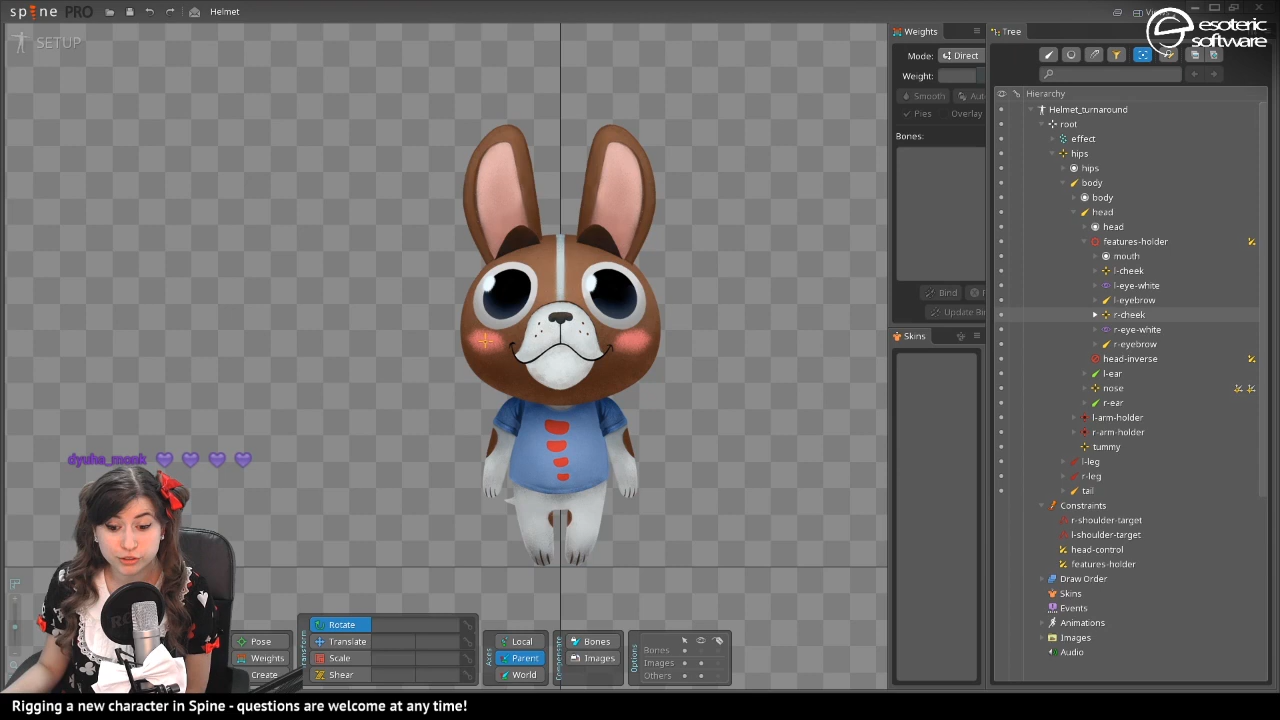 spine PRO
Helmet
Views
esoteric
software
SETUP
Weights
Mode:
Direct
Weight:
Smooth
Pies
Overlay
Bones:
Bind
Skins
Tree
Hierarchy
Helmet_turnaround
root
effect
hips
hips
body
body
head
head
features-holder
mouth
l-cheek
l-eye-white
l-eyebrow
r-cheek
r-eye-white
r-eyebrow
head-inverse
l-ear
nose
r-ear
l-arm-holder
r-arm-holder
tummy
l-leg
r-leg
tail
Constraints
r-shoulder-target
l-shoulder-target
head-control
features-holder
Draw Order
Skins
Events
Animations
Images
Audio
dyuha_monk
Pose
Weights
Create
Rotate
Translate
Scale
Shear
Axes
Local
Parent
World
Compensate
Bones
Images
Options
Bones
Images
Others
Rigging a new character in Spine - questions are welcome at any time!